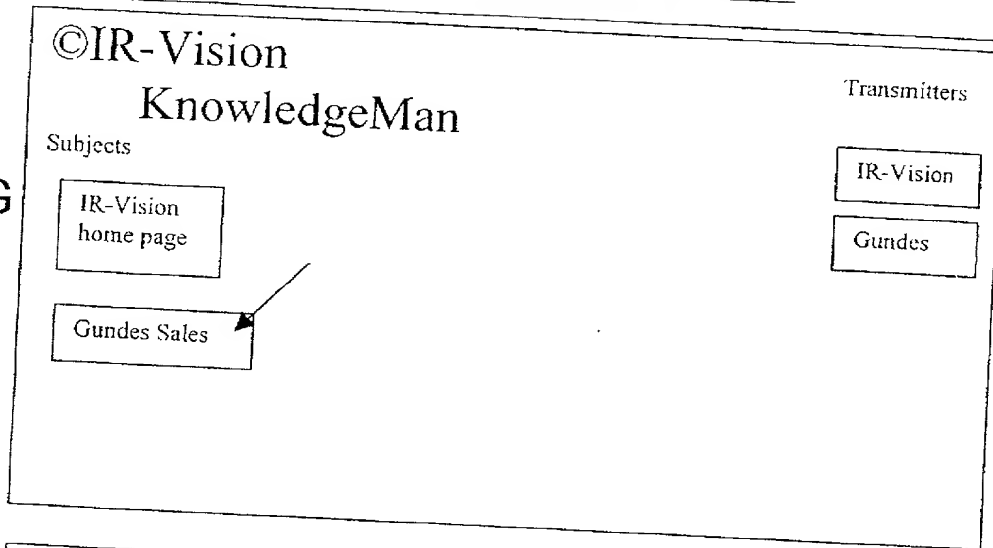 ©IR-Vision
KnowledgeMan
Transmitters
Subjects
IR-Vision
G
IR-Vision
home page
Gundes
Gundes Sales